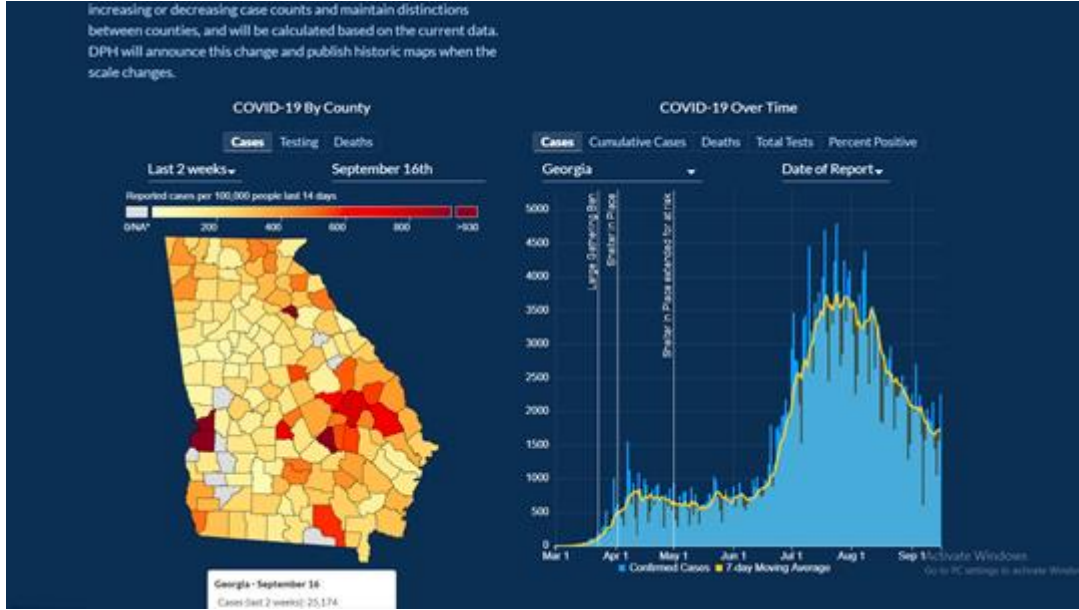 increasing or decreasing case counts and maintain distinctions
between counties, and will be calculated based on the current data.
DPH will announce this change and publish historic maps when the
scale changes.
COVID-19 By County
Cases Testing Deaths
Last 2 weeks September 16th
Reported cases per 100,000 people last 14 days
0/NA* 200 400 600 800
Georgia - September 16
Cases (last 2 weeks): 25,174
COVID-19 Over Time
Cases Cumulative Cases Deaths Total Tests Percent Positive
Georgia Date of Report
Large Gathering Ban
Shelter in Place
Shelter in Place extended for at risk
5000
4500
4000
3500
3000
2500
2000
1500
1000
500
0
Mar 1 Apr 1 May 1 Jun 1 Jul 1 Aug 1 Sep 1
Confirmed Cases 7-day Moving Average
Activate Windows
Go to PC settings to activate Windows